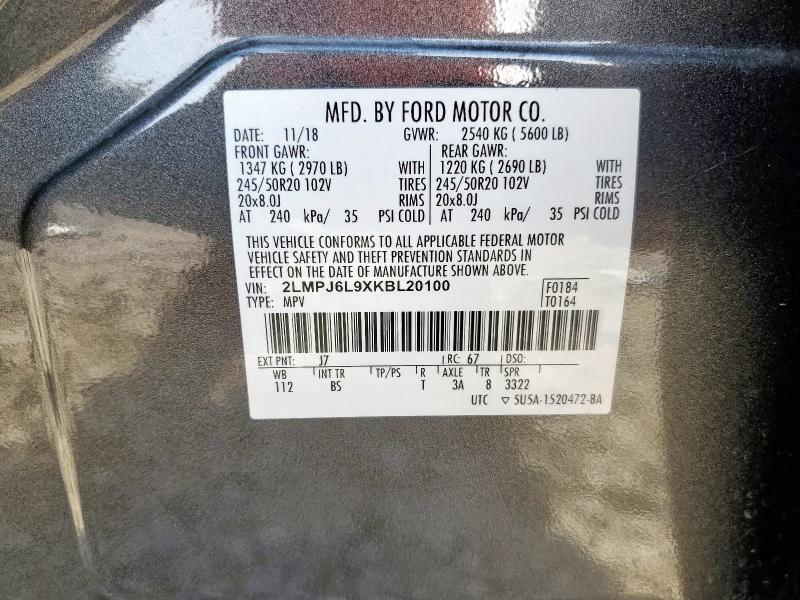 MFD. BY FORD MOTOR CO.
DATE: 11/18 GVWR: 2540 KG ( 5600 LB)
FRONT GAWR: REAR GAWR:
1347 KG ( 2970 LB) WITH 1220 KG ( 2690 LB) WITH
245/50R20 102V TIRES 245/50R20 102V TIRES
20x8.0J RIMS 20x8.0J RIMS
AT 240 kPa/ 35 PSI COLD AT 240 kPa/ 35 PSI COLD
THIS VEHICLE CONFORMS TO ALL APPLICABLE FEDERAL MOTOR
VEHICLE SAFETY AND THEFT PREVENTION STANDARDS IN
EFFECT ON THE DATE OF MANUFACTURE SHOWN ABOVE.
VIN: 2LMPJ6L9XKBL20100 F0184
TYPE: MPV T0164
EXT PNT: J7 RC: 67 DSO:
WB INT TR TP/PS R AXLE TR SPR
112 BS T 3A 8 3322
UTC ▽ 5U5A-1520472-BA